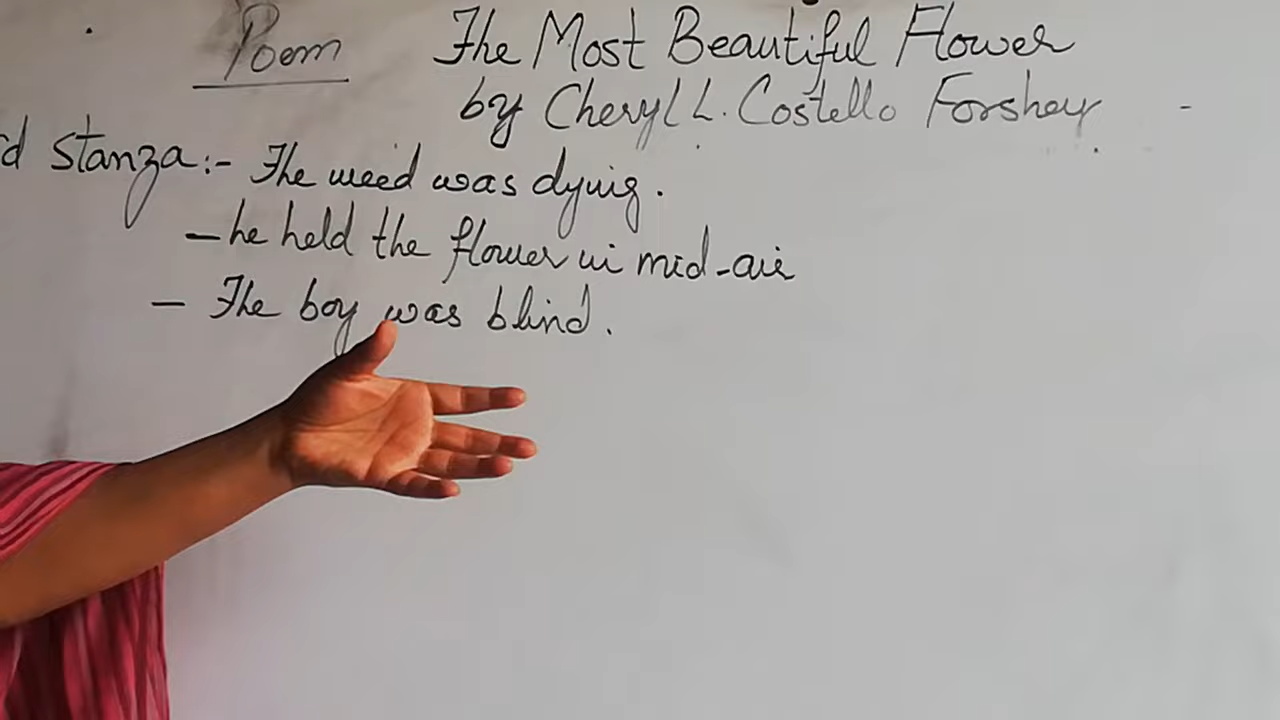 Poem The Most Beautiful Flower
by Cheryl L. Costello Forshey
d Stanza:- The weed was dying.
- he held the flower in mid-air
- The boy was blind.